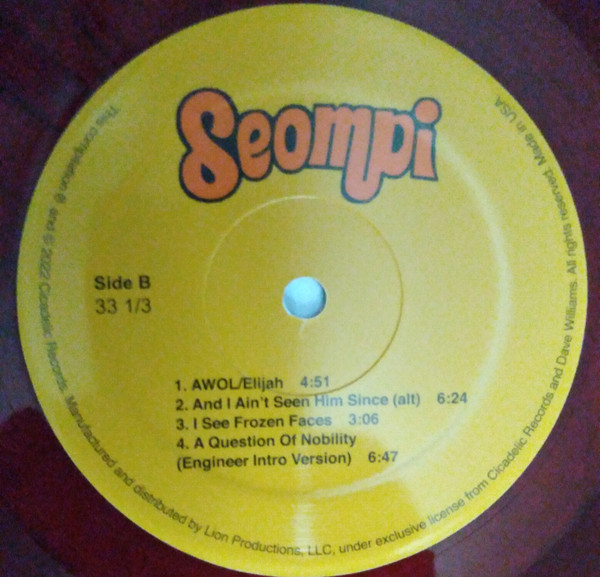 Seompi
Side B
33 1/3
1. AWOL/Elijah 4:51
2. And I Ain't Seen Him Since (alt) 6:24
3. I See Frozen Faces 3:06
4. A Question Of Nobility
(Engineer Intro Version) 6:47
This compilation ℗ and © 2022 Cicadelic Records. Manufactured and distributed by Lion Productions, LLC, under exclusive license from Cicadelic Records and Dave Williams. All rights reserved. Made in USA